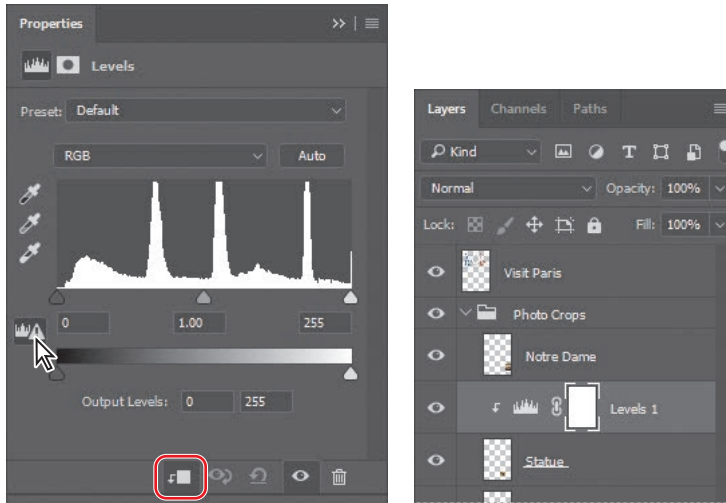 Properties
Levels
Preset: Default
RGB
Auto
0 1.00 255
Output Levels: 0 255
Layers Channels Paths
Kind
Normal Opacity: 100%
Lock: Fill: 100%
Visit Paris
Photo Crops
Notre Dame
Levels 1
Statue